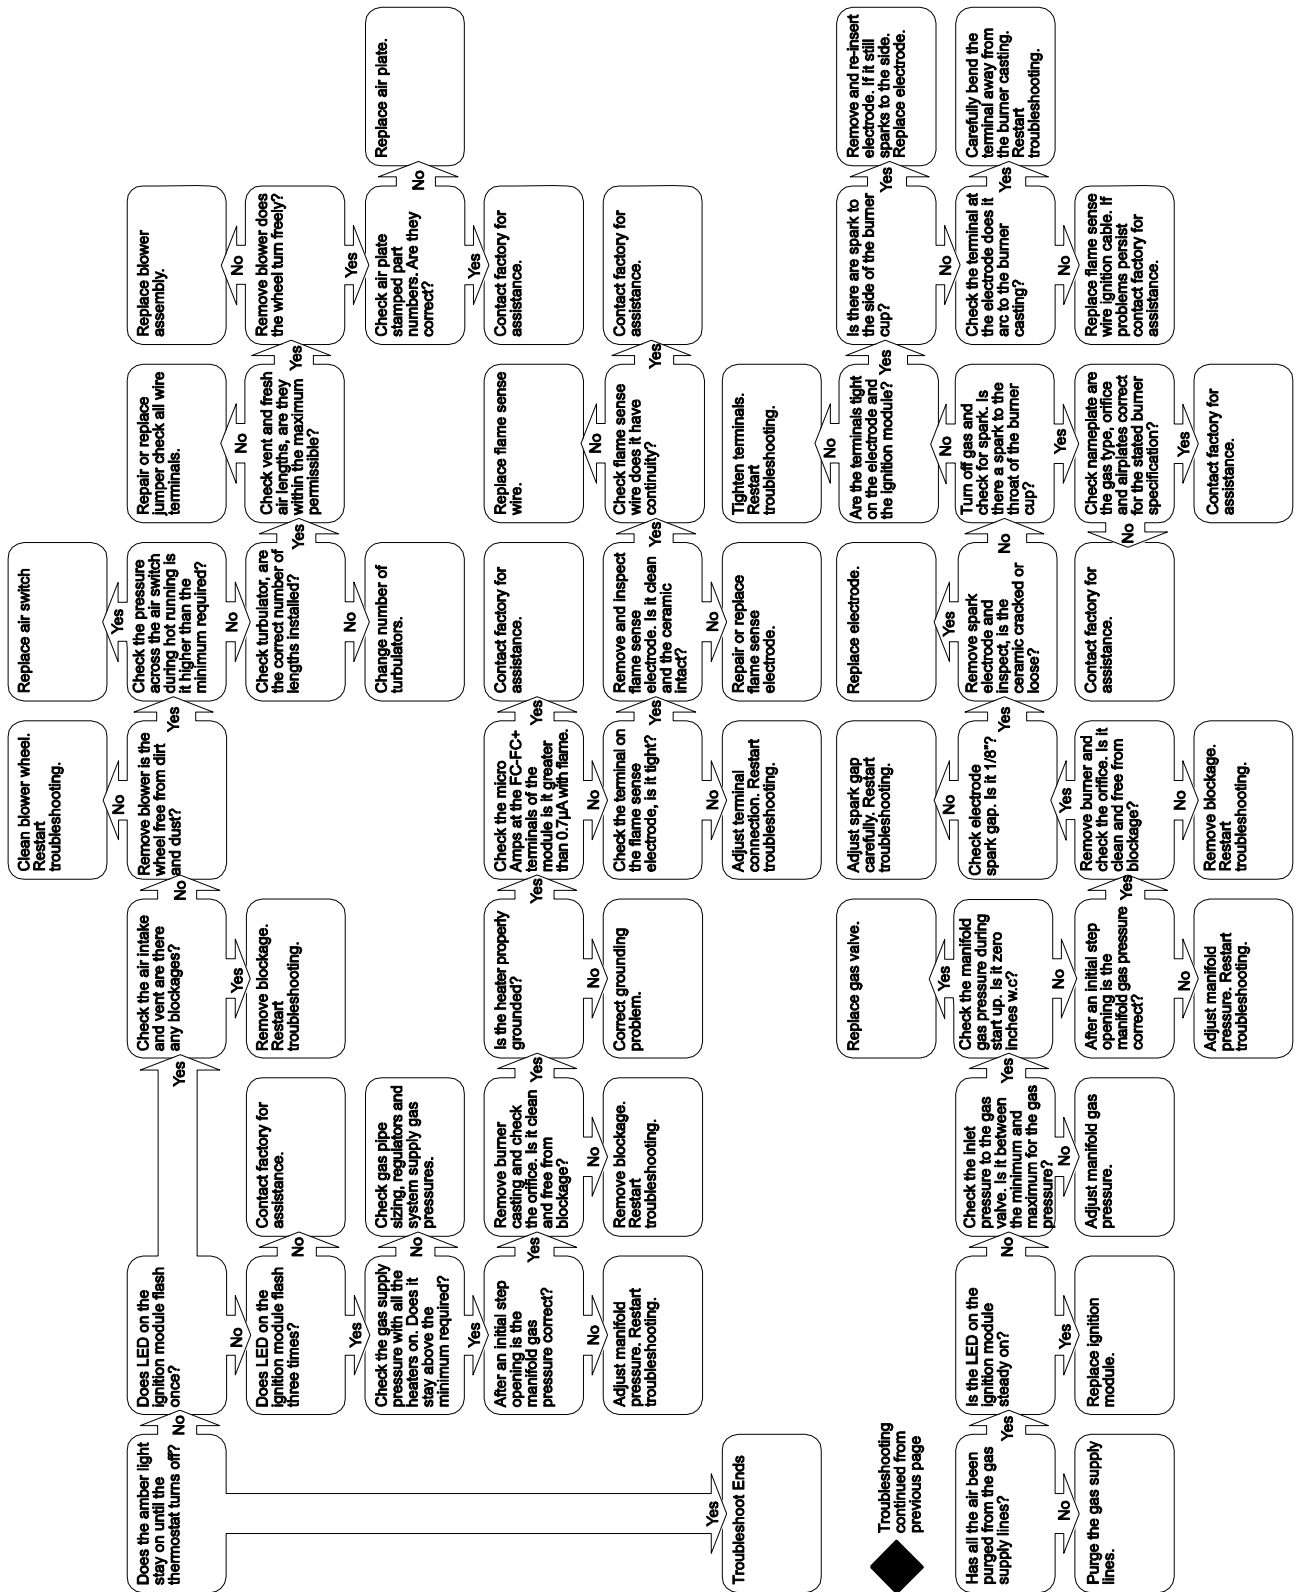 Clean blower wheel.
Restart
troubleshooting.
Replace air switch
No
Yes
Does the amber light
stay on until the
thermostat turns off?
No
Does LED on the
ignition module flash
once?
Yes
Check the air intake
and vent are there
any blockages?
No
Remove blower is the
wheel free from dirt
and dust?
Yes
Check the pressure
across the air switch
during hot running is
it higher than the
minimum required?
Repair or replace
jumper check all wire
terminals.
Replace blower
assembly.
No
Yes
No
No
No
Does LED on the
ignition module flash
three times?
No
Contact factory for
assistance.
Remove blockage.
Restart
troubleshooting.
Check turbulator, are
the correct number of
lengths installed?
Yes
Check vent and fresh
air lengths, are they
within the maximum
permissible?
Yes
Remove blower does
the wheel turn freely?
Yes
No
Yes
Check the gas supply
pressure with all the
heaters on. Does it
stay above the
minimum required?
No
Check gas pipe
sizing, regulators and
system supply gas
pressures.
Change number of
turbulators.
Check air plate
stamped part
numbers. Are they
correct?
No
Replace air plate.
Yes
Yes
After an initial step
opening is the
manifold gas
pressure correct?
Yes
Remove burner
casting and check
the orifice. Is it clean
and free from
blockage?
Yes
Is the heater properly
grounded?
Yes
Check the micro
Amps at the FC-FC+
terminals of the
module is it greater
than 0.7µA with flame.
Yes
Contact factory for
assistance.
Replace flame sense
wire.
Contact factory for
assistance.
No
No
No
No
No
Adjust manifold
pressure. Restart
troubleshooting.
Remove blockage.
Restart
troubleshooting.
Correct grounding
problem.
Check the terminal on
the flame sense
electrode, is it tight?
Yes
Remove and inspect
flame sense
electrode. Is it clean
and the ceramic
intact?
Yes
Check flame sense
wire does it have
continuity?
Yes
Contact factory for
assistance.
Yes
No
No
Troubleshoot Ends
Adjust terminal
connection. Restart
troubleshooting.
Repair or replace
flame sense
electrode.
Tighten terminals.
Restart
troubleshooting.
No
Troubleshooting
continued from
previous page
Replace gas valve.
Adjust spark gap
carefully. Restart
troubleshooting.
Replace electrode.
Are the terminals tight
on the electrode and
the ignition module?
Yes
Is there are spark to
the side of the burner
cup?
Yes
Remove and re-insert
electrode. If it still
sparks to the side.
Replace electrode.
Yes
No
Yes
No
No
Has all the air been
purged from the gas
supply lines?
Yes
Is the LED on the
ignition module
steady on?
No
Check the inlet
pressure to the gas
valve. Is it between
the minimum and
maximum for the gas
pressure?
Yes
Check the manifold
gas pressure during
start up. Is it zero
inches w.c?
Check electrode
spark gap. Is it 1/8"?
Yes
Remove spark
electrode and
inspect, is the
ceramic cracked or
loose?
No
Turn off gas and
check for spark. Is
there a spark to the
throat of the burner
cup?
Check the terminal at
the electrode does it
arc to the burner
casting?
Yes
Carefully bend the
terminal away from
the burner casting.
Restart
troubleshooting.
No
Yes
No
No
Yes
Yes
No
Purge the gas supply
lines.
Replace ignition
module.
Adjust manifold gas
pressure.
After an initial step
opening is the
manifold gas pressure
correct?
Yes
Remove burner and
check the orifice. Is it
clean and free from
blockage?
Contact factory for
assistance.
No
Check nameplate are
the gas type, orifice
and airplates correct
for the stated burner
specification?
Replace flame sense
wire ignition cable. If
problems persist
contact factory for
assistance.
No
No
Yes
Adjust manifold
pressure. Restart
troubleshooting.
Remove blockage.
Restart
troubleshooting.
Contact factory for
assistance.